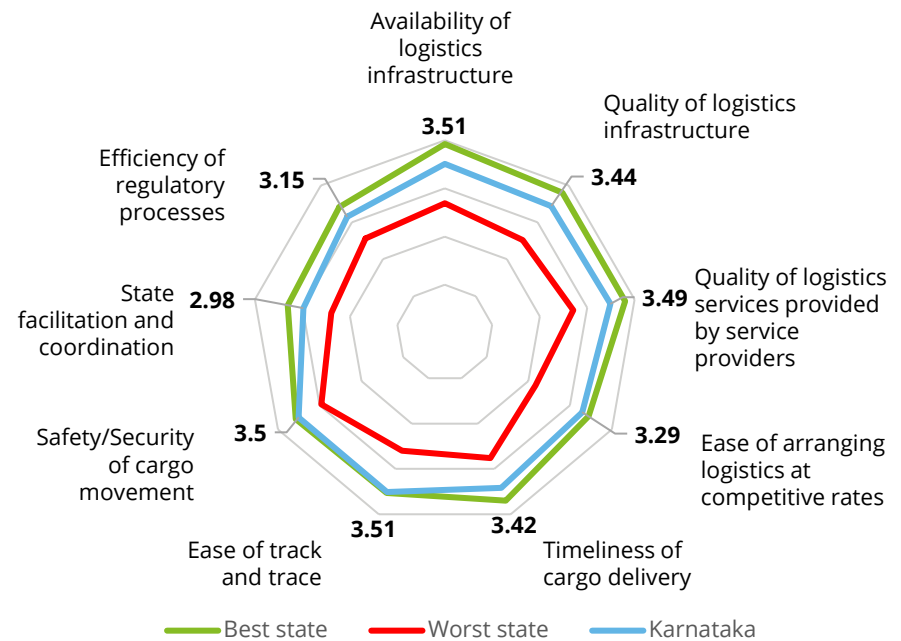 Availability of
logistics
infrastructure
3.51
Quality of logistics
infrastructure
3.44
Quality of logistics
services provided
by service
providers
3.49
Ease of arranging
logistics at
competitive rates
3.29
Timeliness of
cargo delivery
3.42
Ease of track
and trace
3.51
Safety/Security
of cargo
movement
3.5
State
facilitation and
coordination
2.98
Efficiency of
regulatory
processes
3.15
Best state
Worst state
Karnataka